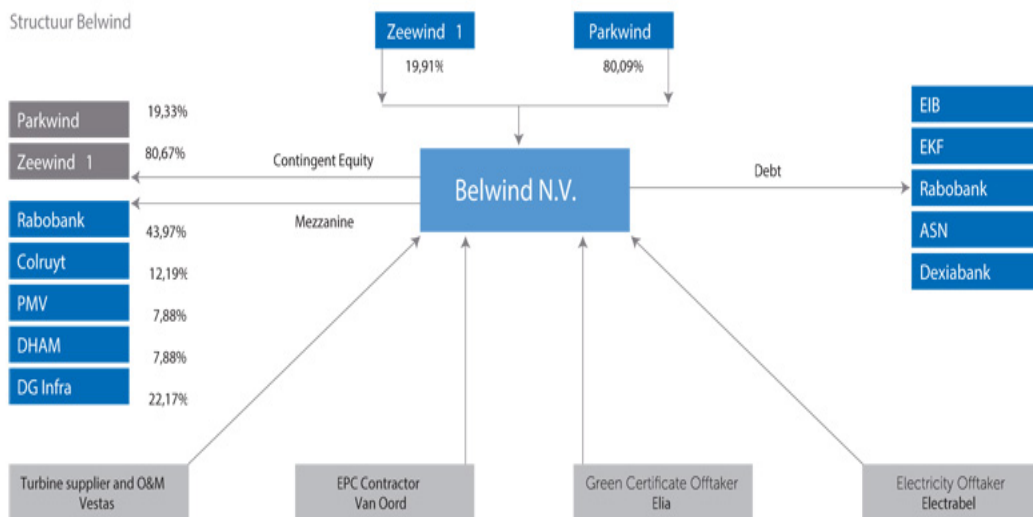 Structuur Belwind
Zeewind 1
Parkwind
19,91%
80,09%
Parkwind
19,33%
Zeewind 1
80,67%
Contingent Equity
Mezzanine
Belwind N.V.
Debt
EIB
EKF
Rabobank
ASN
Dexiabank
Rabobank
43,97%
Colruyt
12,19%
PMV
7,88%
DHAM
7,88%
DG Infra
22,17%
Turbine supplier and O&M
Vestas
EPC Contractor
Van Oord
Green Certificate Offtaker
Elia
Electricity Offtaker
Electrabel